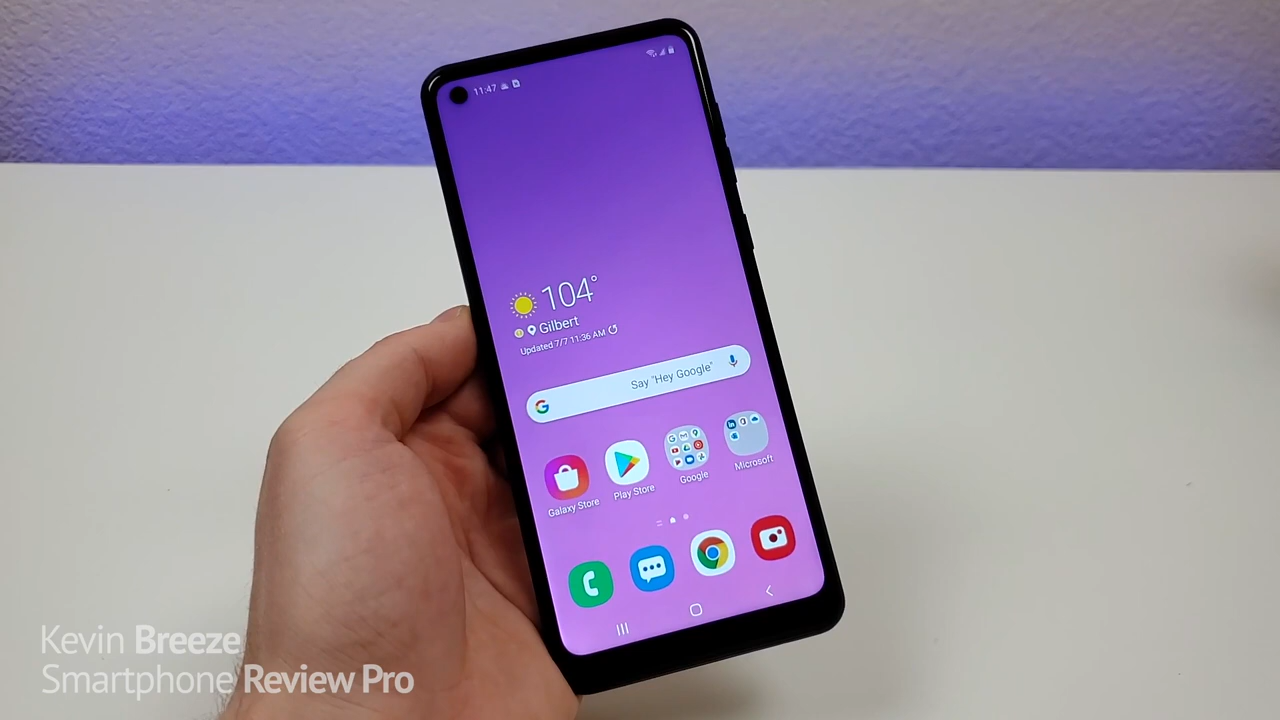 11:47
104°
Gilbert
Updated 7/7 11:36 AM
Say "Hey Google"
Galaxy Store
Play Store
Google
Microsoft
Kevin Breeze
Smartphone Review Pro